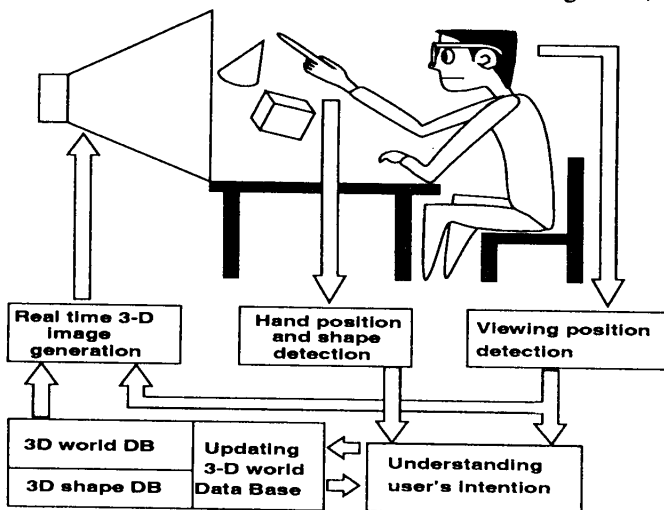 Real time 3-D
image
generation
Hand position
and shape
detection
Viewing position
detection
3D world DB
3D shape DB
Updating
3-D world
Data Base
Understanding
user's intention